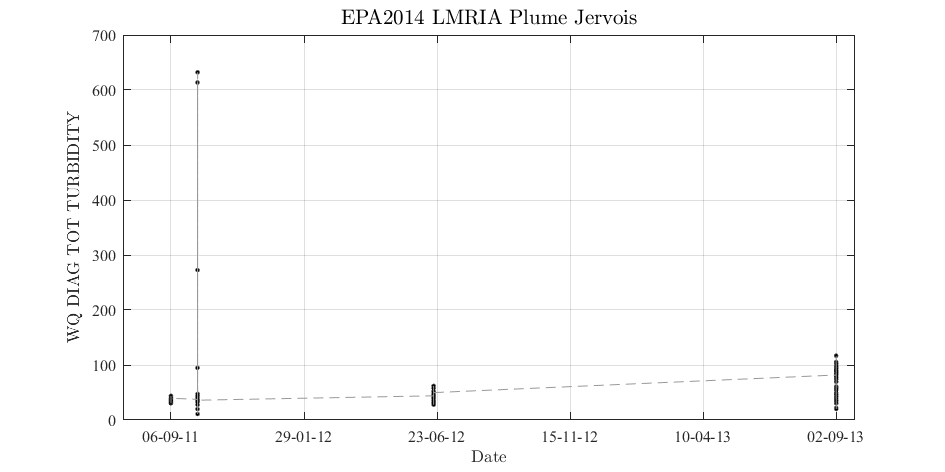 EPA2014 LMRIA Plume Jervois
WQ DIAG TOT TURBIDITY
700
600
500
400
300
200
100
0
06-09-11 29-01-12 23-06-12 15-11-12 10-04-13 02-09-13
Date